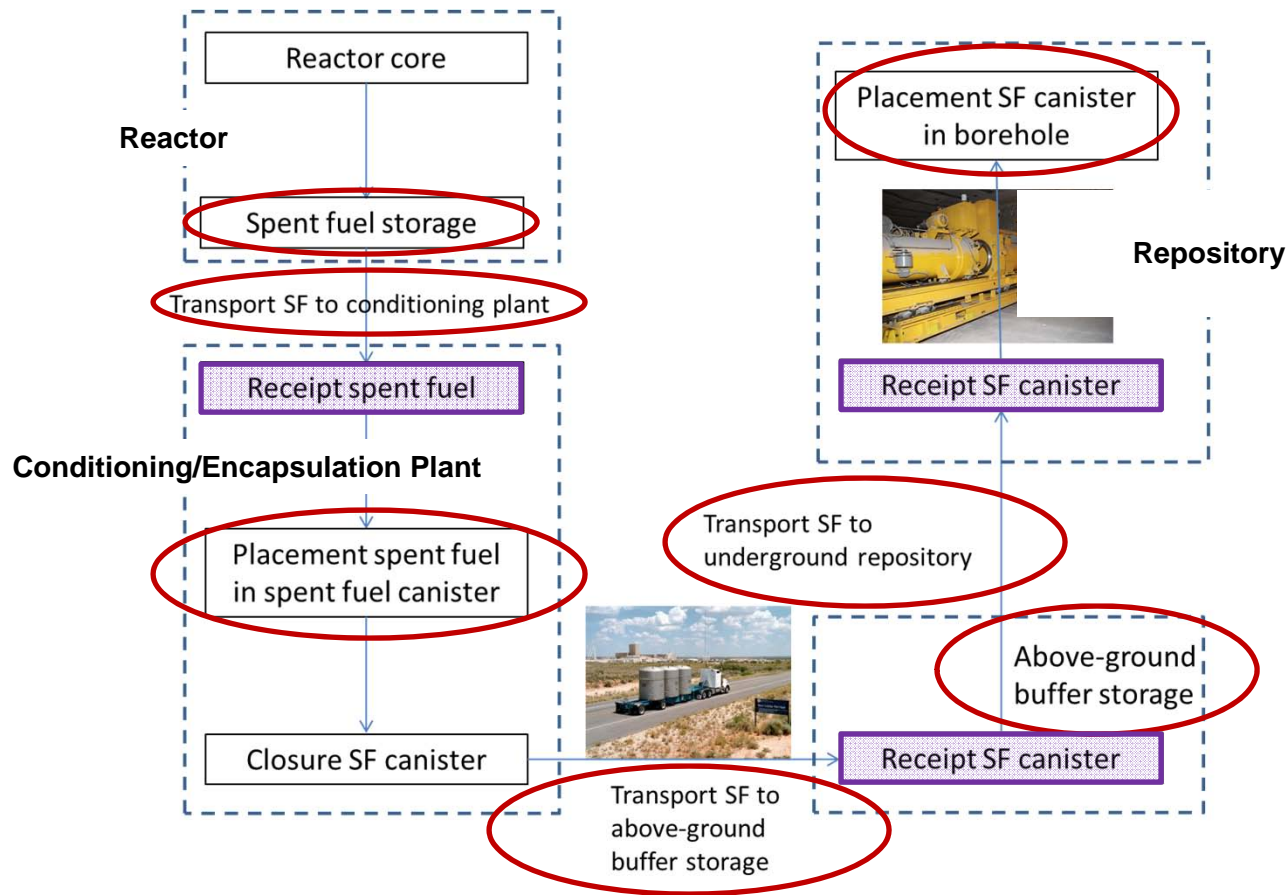 Reactor core
Reactor
Spent fuel storage
Transport SF to conditioning plant
Receipt spent fuel
Conditioning/Encapsulation Plant
Placement spent fuel
in spent fuel canister
Closure SF canister
Transport SF to
above-ground
buffer storage
Receipt SF canister
Above-ground
buffer storage
Transport SF to
underground repository
Receipt SF canister
Repository
Placement SF canister
in borehole